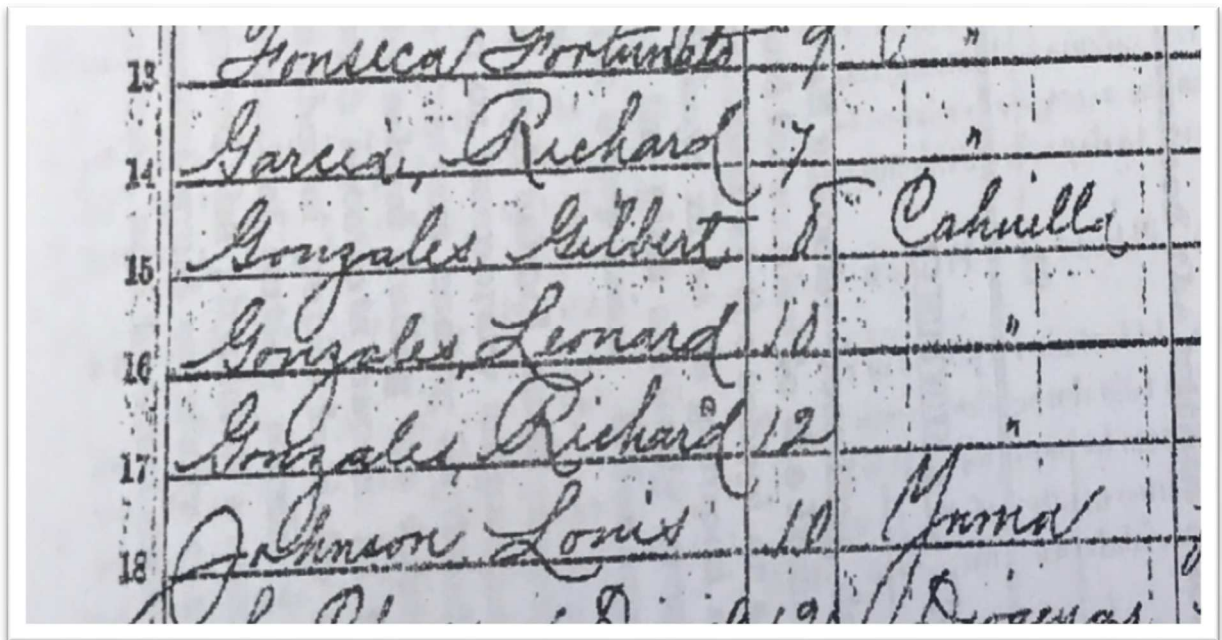 13 Fonseca, Fortunato 9 " "
14 Garcia, Richard 7 "
15 Gonzales, Gilbert 8 Cahuilla
16 Gonzales, Leonard 10 "
17 Gonzales, Richard 12 "
18 Johnson, Louis 10 Yuma